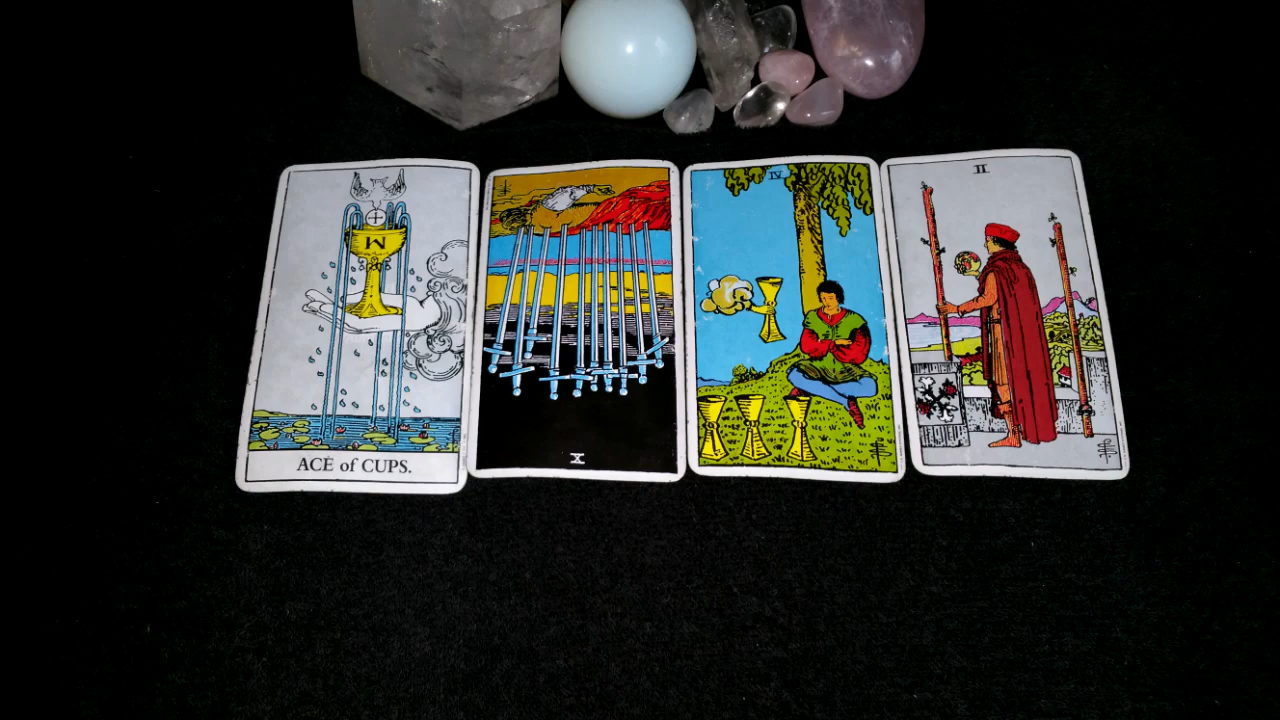 M
ACE of CUPS.
X
IV
II